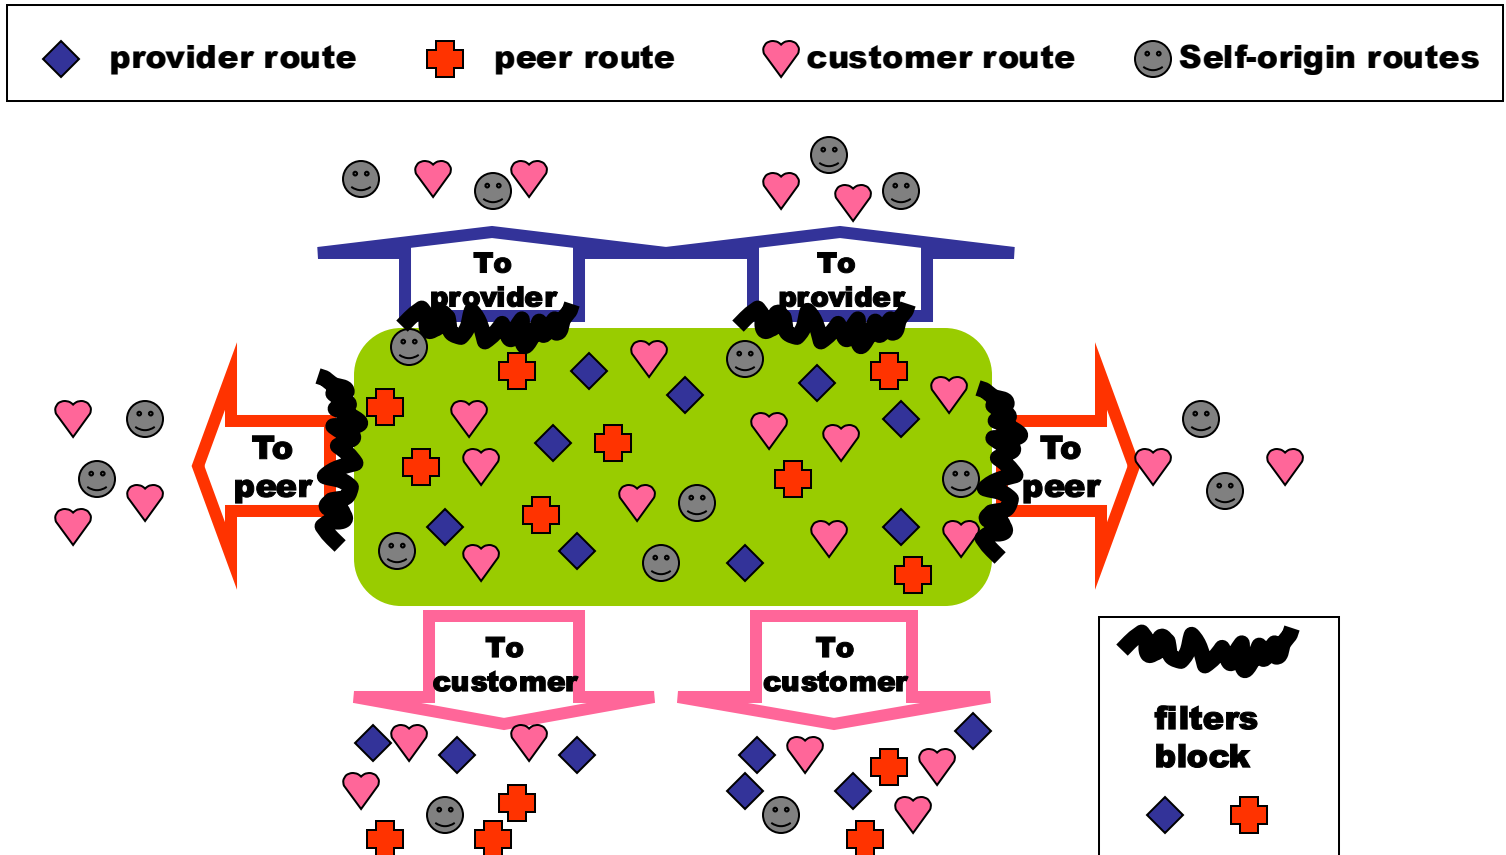 provider route
peer route
customer route
Self-origin routes
To
provider
To
provider
To
peer
To
peer
To
customer
To
customer
filters
block